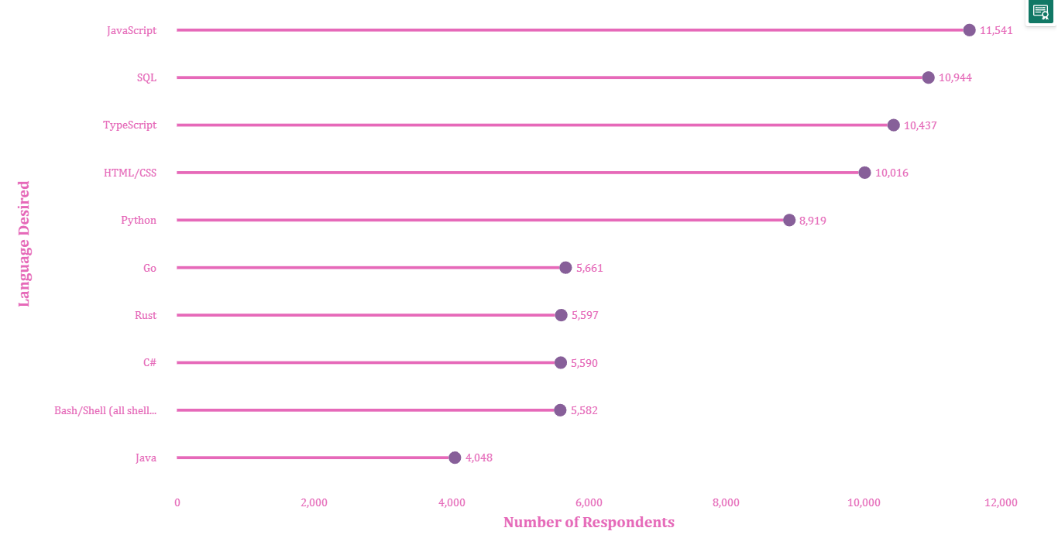 JavaScript 11,541
SQL 10,944
TypeScript 10,437
HTML/CSS 10,016
Python 8,919
Go 5,661
Rust 5,597
C# 5,590
Bash/Shell (all shell... 5,582
Java 4,048
Language Desired
0 2,000 4,000 6,000 8,000 10,000 12,000
Number of Respondents